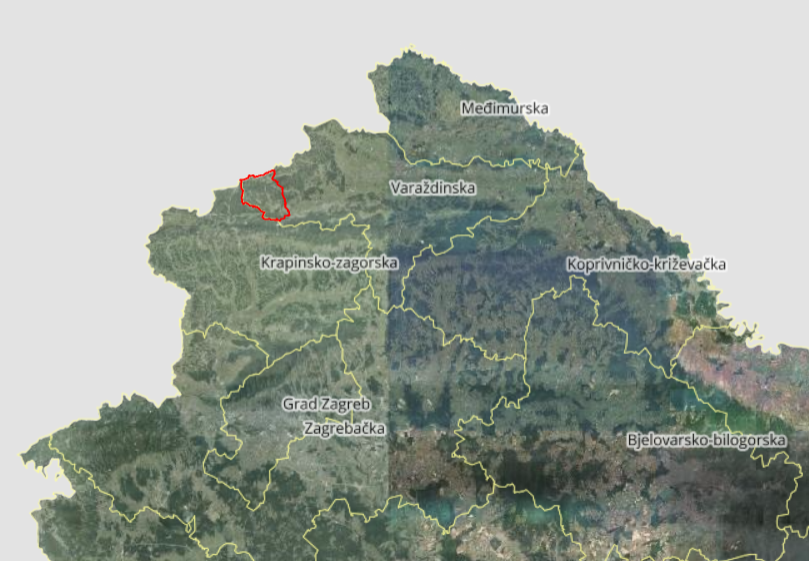 Međimurska
Varaždinska
Krapinsko-zagorska
Koprivničko-križevačka
Grad Zagreb
Zagrebačka
Bjelovarsko-bilogorska